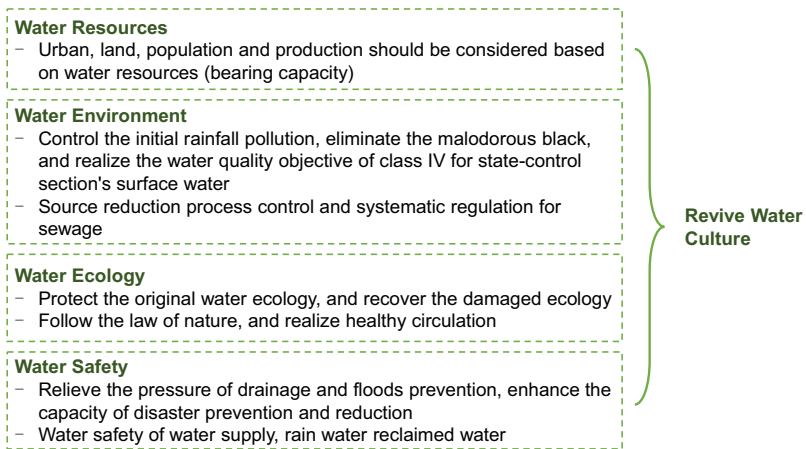 Water Resources
− Urban, land, population and production should be considered based
on water resources (bearing capacity)
Water Environment
− Control the initial rainfall pollution, eliminate the malodorous black,
and realize the water quality objective of class IV for state-control
section's surface water
− Source reduction process control and systematic regulation for
sewage
Water Ecology
− Protect the original water ecology, and recover the damaged ecology
− Follow the law of nature, and realize healthy circulation
Water Safety
− Relieve the pressure of drainage and floods prevention, enhance the
capacity of disaster prevention and reduction
− Water safety of water supply, rain water reclaimed water
Revive Water
Culture